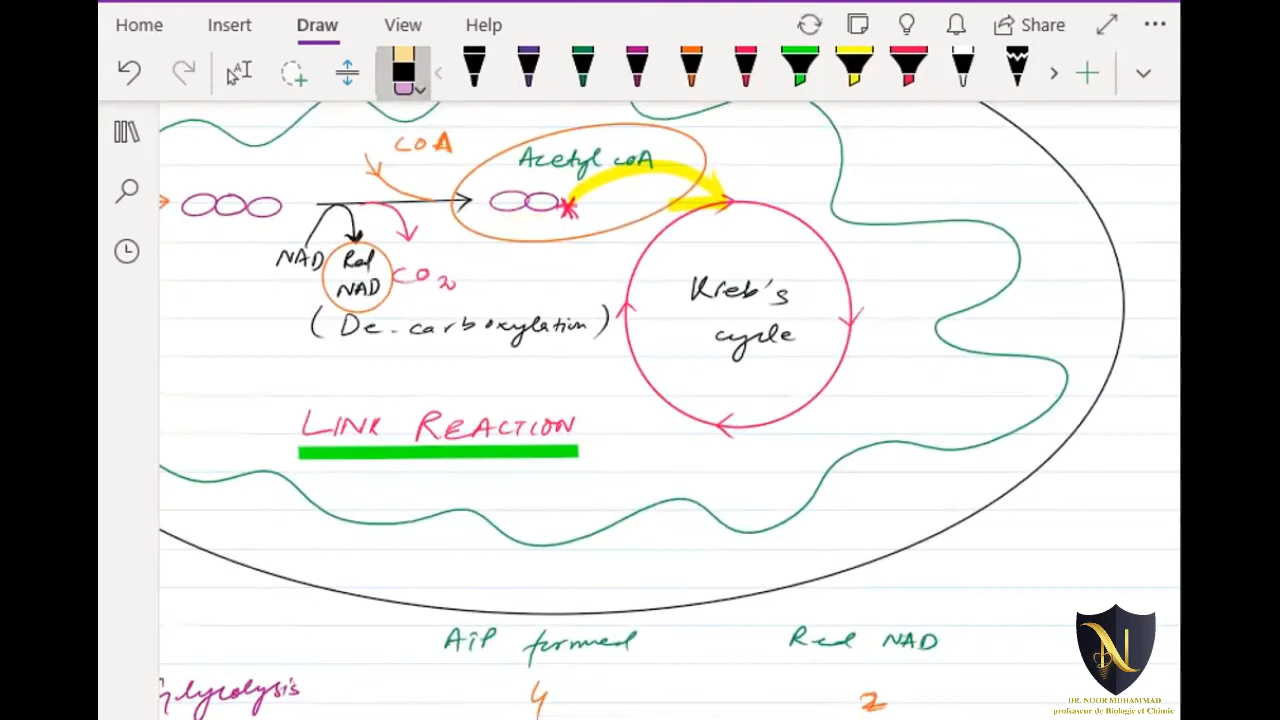 Home Insert Draw View Help Share
COA
Acetyl coA
NAD
Red
NAD
CO2
(De-carboxylation)
Kreb's
cycle
LINK REACTION
ATP formed Red NAD
Glycolysis 4 2
N
DR. NOOR MUHAMMAD
professeur de Biologie et Chimie